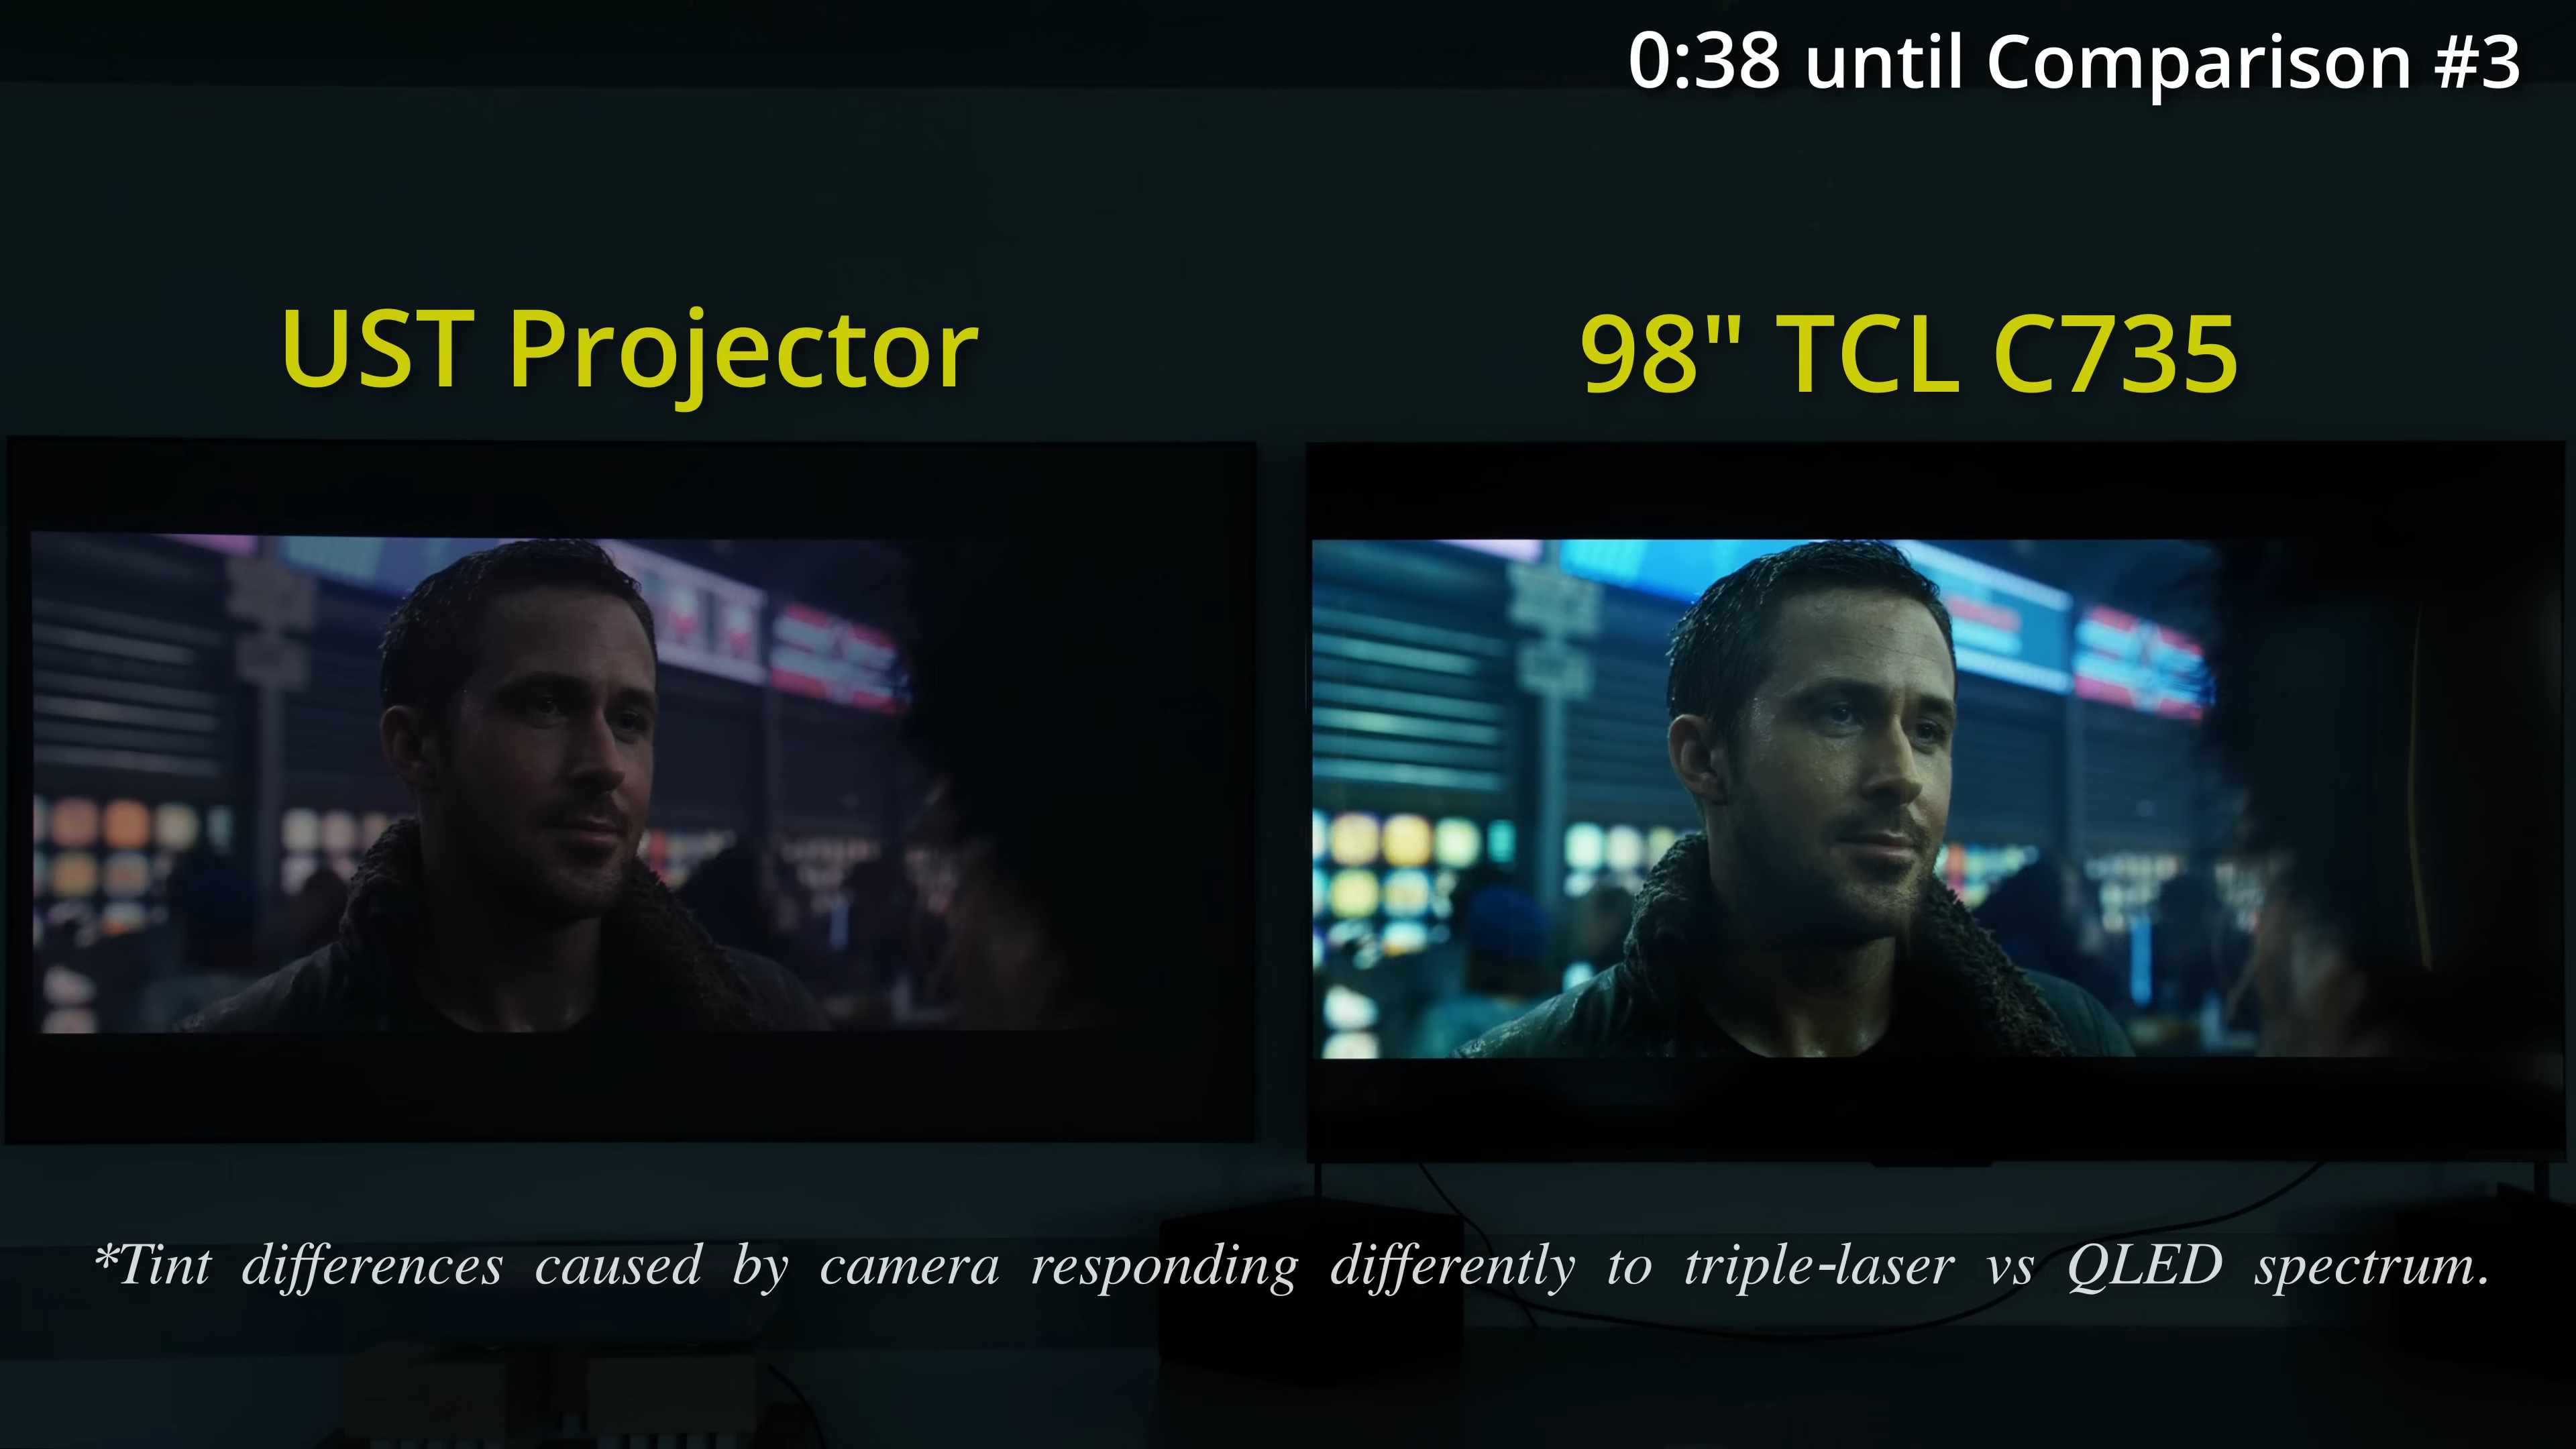 0:38 until Comparison #3
UST Projector
98" TCL C735
*Tint differences caused by camera responding differently to triple-laser vs QLED spectrum.